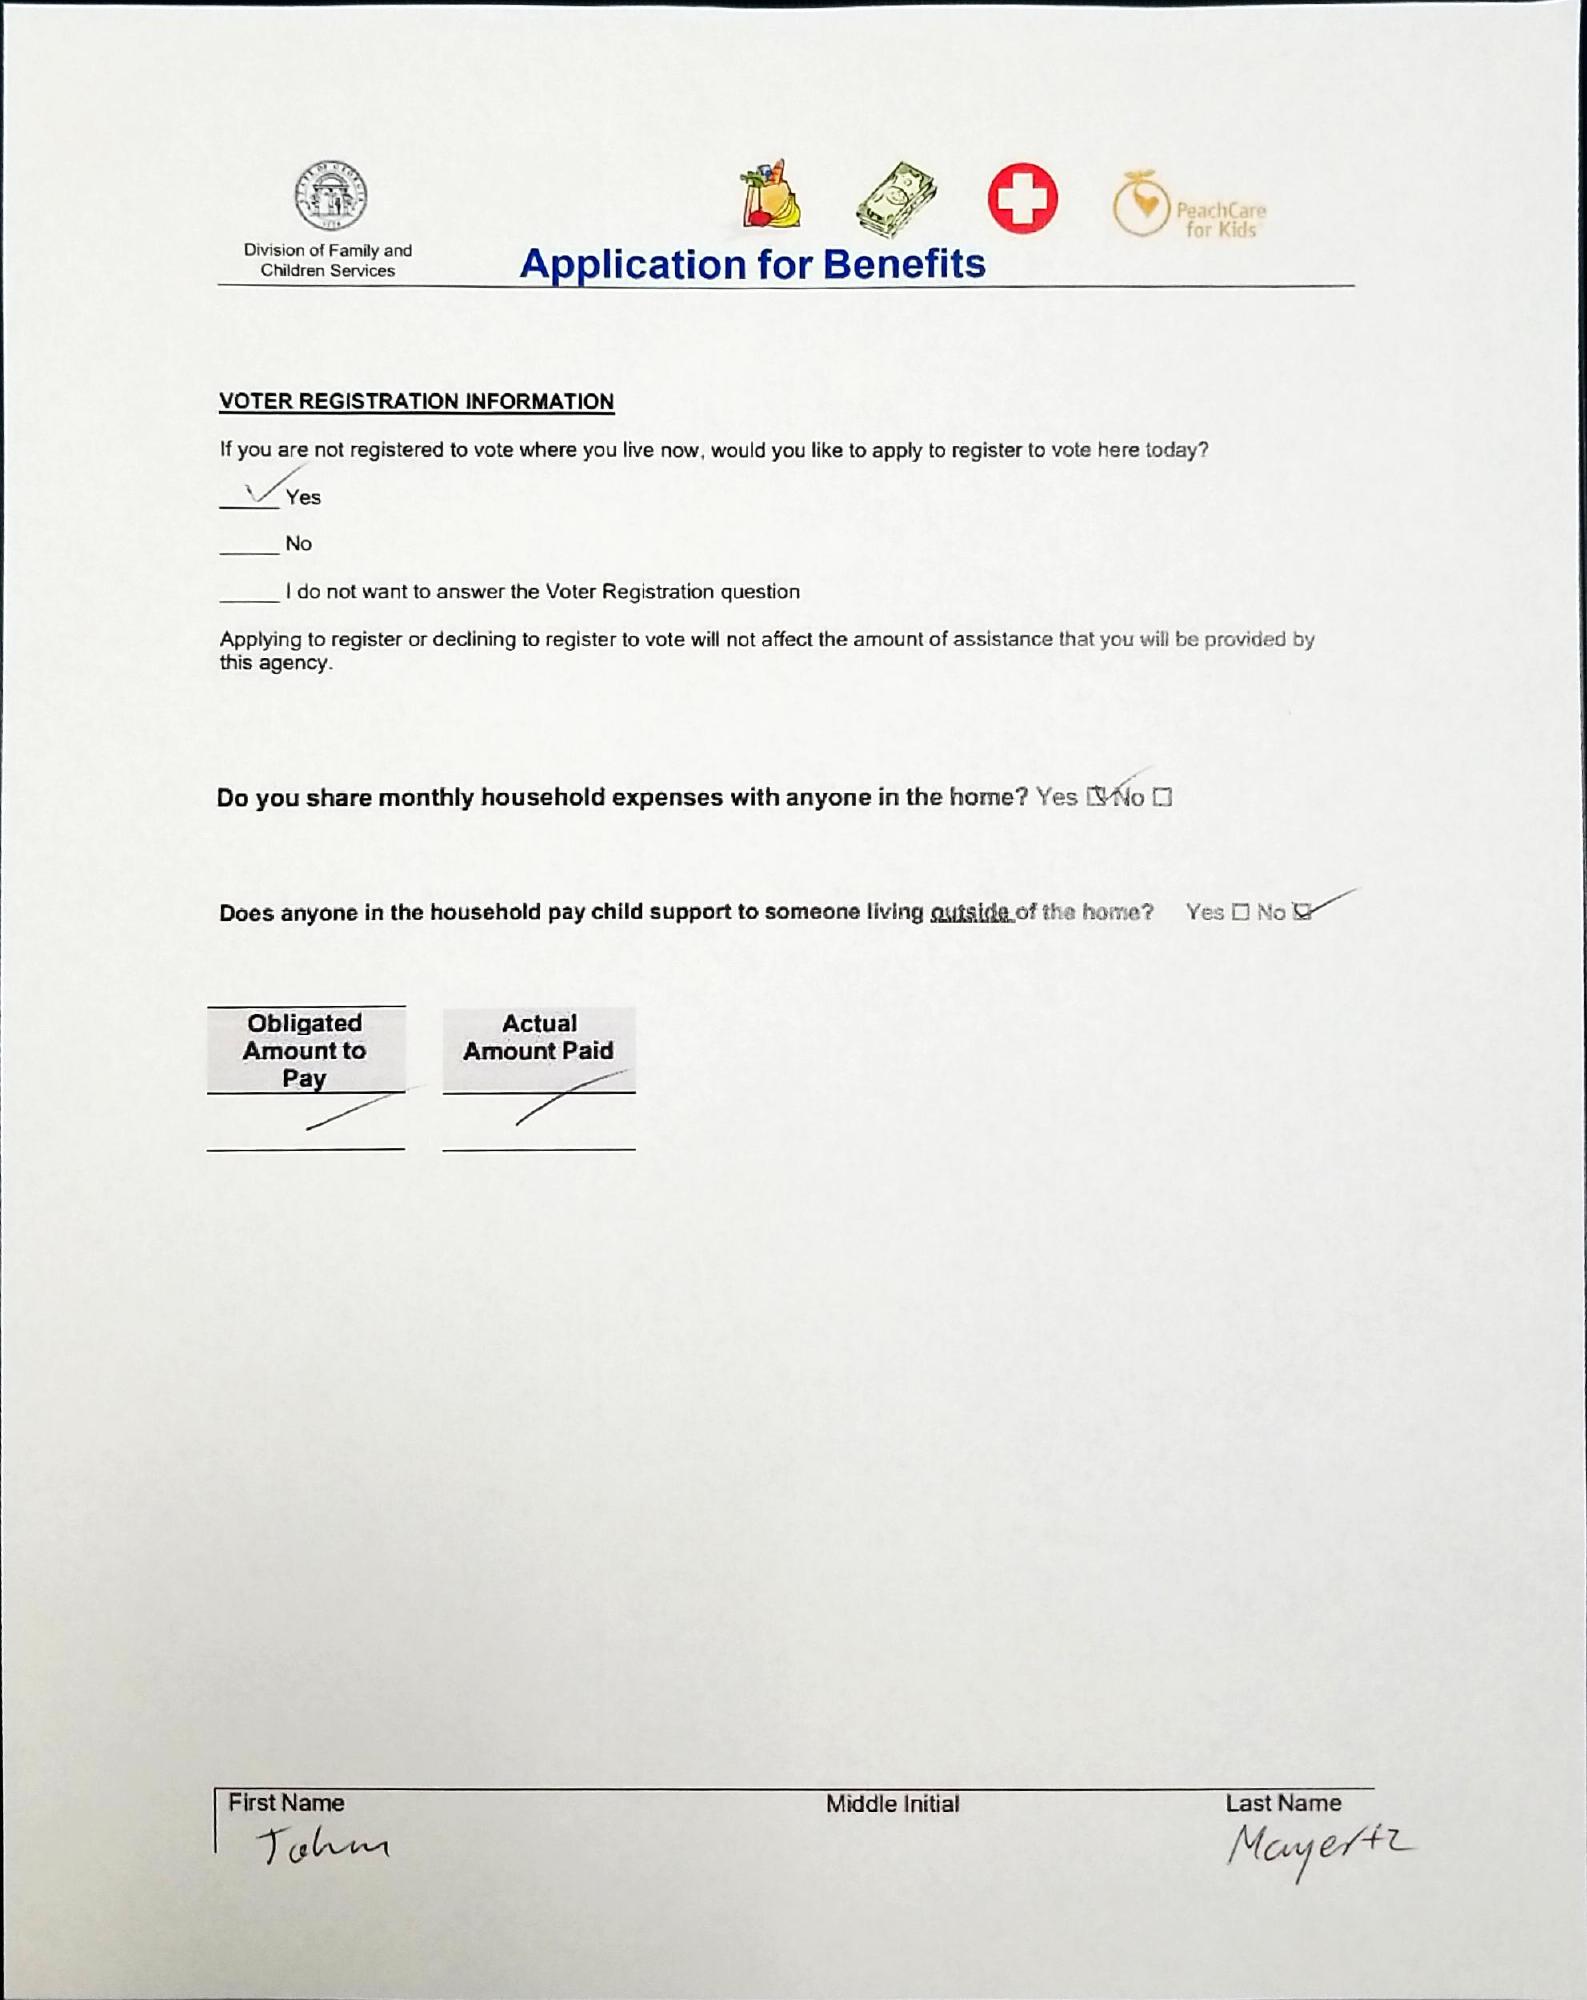 Division of Family and
Children Services
PeachCare
for Kids
Application for Benefits
VOTER REGISTRATION INFORMATION
If you are not registered to vote where you live now, would you like to apply to register to vote here today?
✓ Yes
____ No
____ I do not want to answer the Voter Registration question
Applying to register or declining to register to vote will not affect the amount of assistance that you will be provided by
this agency.
Do you share monthly household expenses with anyone in the home? Yes ☑ No ☐
Does anyone in the household pay child support to someone living outside of the home? Yes ☐ No ☑
Obligated
Amount to
Pay
Actual
Amount Paid
First Name Middle Initial Last Name
Mayertz